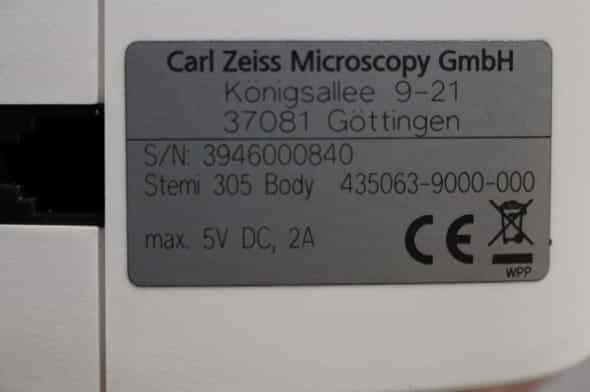 Carl Zeiss Microscopy GmbH
Königsallee 9-21
37081 Göttingen
S/N: 3946000840
Stemi 305 Body 435063-9000-000
max. 5V DC, 2A
CE
WPP